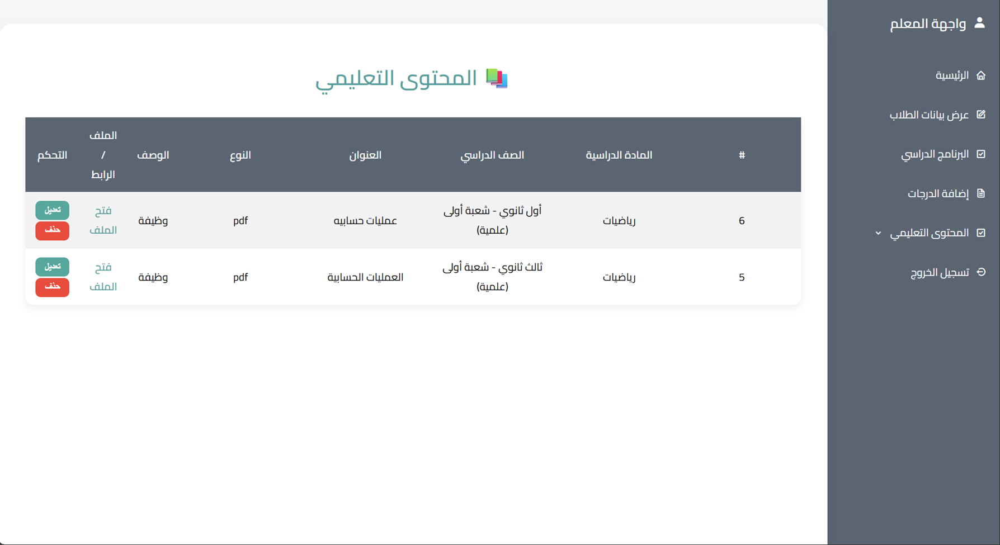 واجهة المعلم
الرئيسية
عرض بيانات الطلاب
البرنامج الدراسي
إضافة الدرجات
المحتوى التعليمي
تسجيل الخروج
المحتوى التعليمي
# المادة الدراسية الصف الدراسي العنوان النوع الوصف الملف / الرابط التحكم
6 رياضيات أول ثانوي - شعبة أولى (علمية) عمليات حسابيه pdf وظيفة فتح الملف تعديل حذف
5 رياضيات ثالث ثانوي - شعبة أولى (علمية) العمليات الحسابية pdf وظيفة فتح الملف تعديل حذف